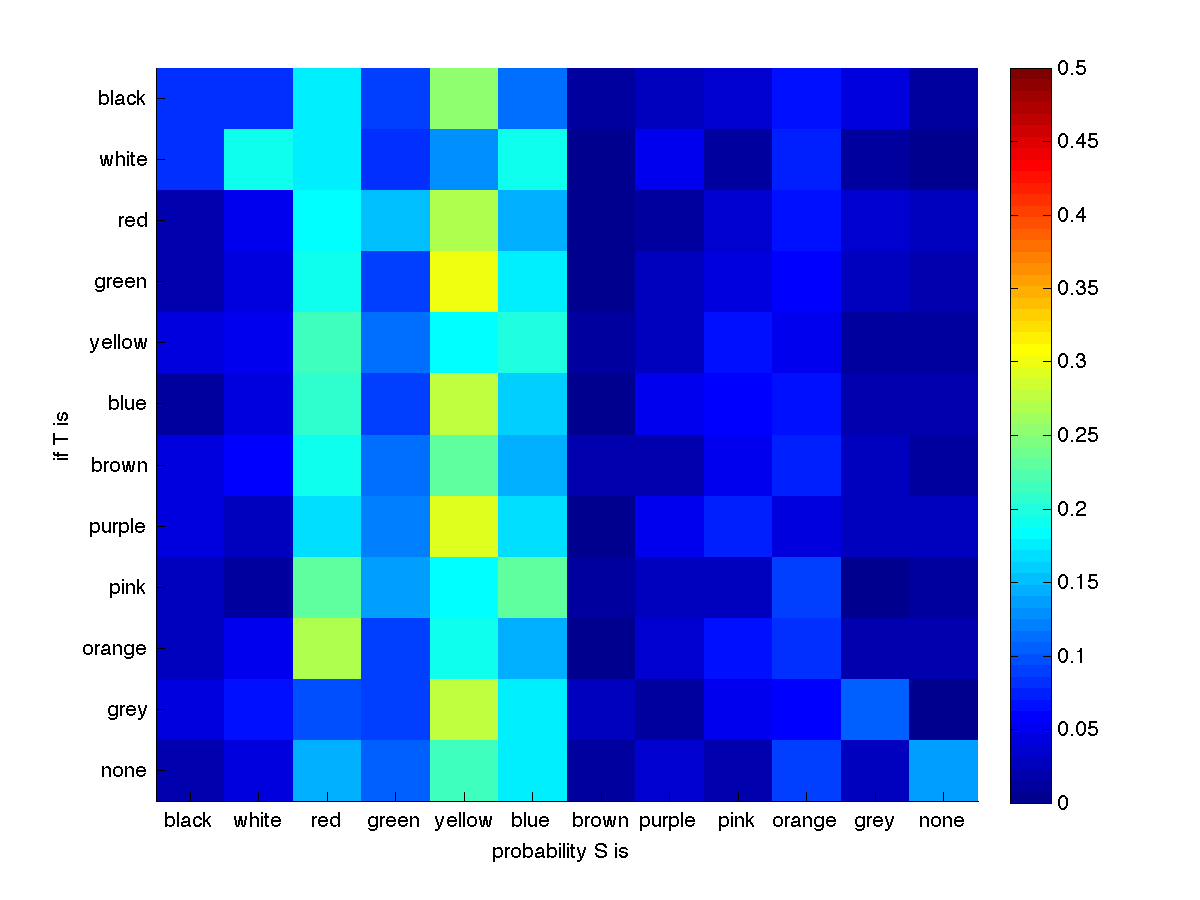 black
white
red
green
yellow
blue
brown
purple
pink
orange
grey
none
if T is
black white red green yellow blue brown purple pink orange grey none
probability S is
0.5
0.45
0.4
0.35
0.3
0.25
0.2
0.15
0.1
0.05
0